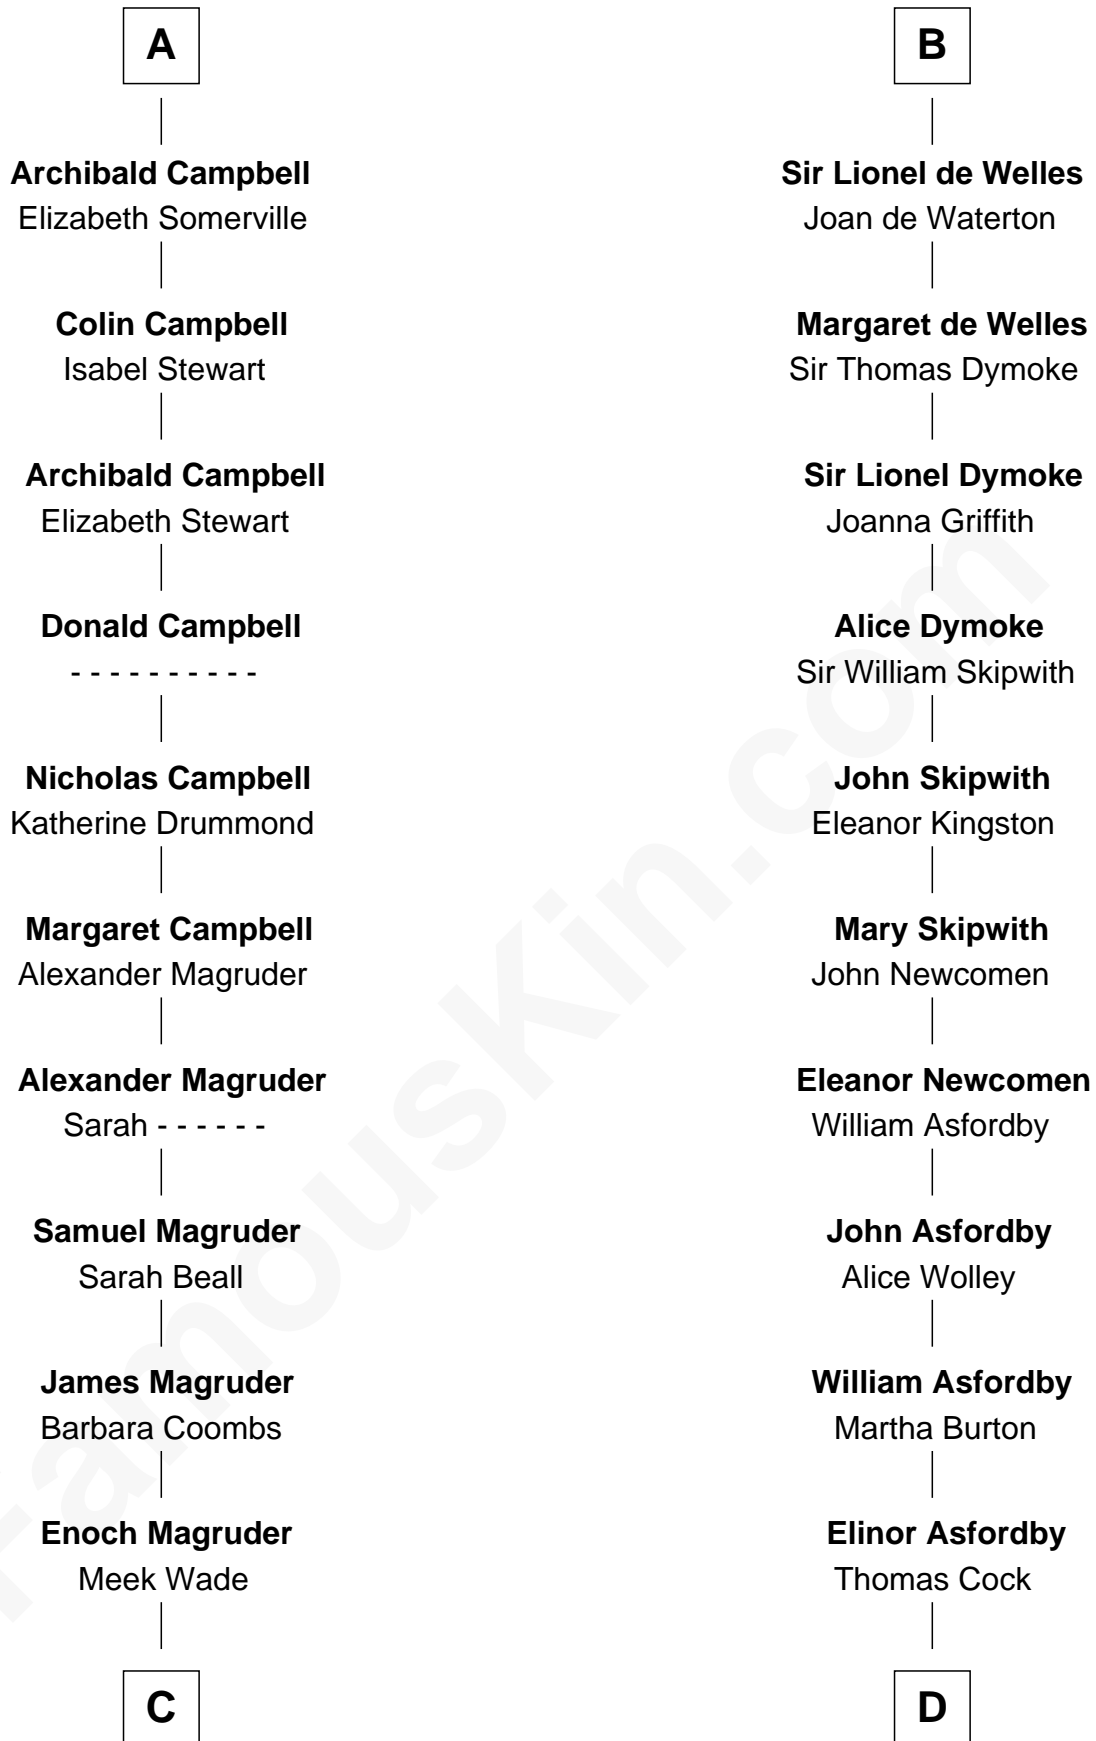 A
Archibald Campbell
Elizabeth Somerville
Colin Campbell
Isabel Stewart
Archibald Campbell
Elizabeth Stewart
Donald Campbell
- - - - - - - - - -
Nicholas Campbell
Katherine Drummond
Margaret Campbell
Alexander Magruder
Alexander Magruder
Sarah - - - - - -
Samuel Magruder
Sarah Beall
James Magruder
Barbara Coombs
Enoch Magruder
Meek Wade
C
B
Sir Lionel de Welles
Joan de Waterton
Margaret de Welles
Sir Thomas Dymoke
Sir Lionel Dymoke
Joanna Griffith
Alice Dymoke
Sir William Skipwith
John Skipwith
Eleanor Kingston
Mary Skipwith
John Newcomen
Eleanor Newcomen
William Asfordby
John Asfordby
Alice Wolley
William Asfordby
Martha Burton
Elinor Asfordby
Thomas Cock
D
FamousKin.com